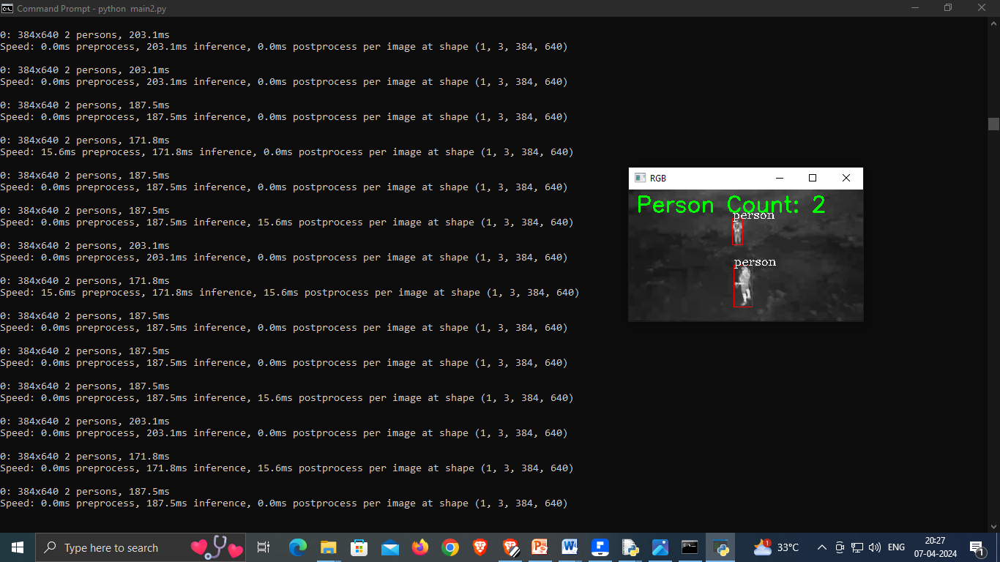 Command Prompt - python  main2.py
0: 384x640 2 persons, 203.1ms
Speed: 0.0ms preprocess, 203.1ms inference, 0.0ms postprocess per image at shape (1, 3, 384, 640)
0: 384x640 2 persons, 203.1ms
Speed: 0.0ms preprocess, 203.1ms inference, 0.0ms postprocess per image at shape (1, 3, 384, 640)
0: 384x640 2 persons, 187.5ms
Speed: 0.0ms preprocess, 187.5ms inference, 0.0ms postprocess per image at shape (1, 3, 384, 640)
0: 384x640 2 persons, 171.8ms
Speed: 15.6ms preprocess, 171.8ms inference, 0.0ms postprocess per image at shape (1, 3, 384, 640)
0: 384x640 2 persons, 187.5ms
Speed: 0.0ms preprocess, 187.5ms inference, 0.0ms postprocess per image at shape (1, 3, 384, 640)
0: 384x640 2 persons, 187.5ms
Speed: 0.0ms preprocess, 187.5ms inference, 15.6ms postprocess per image at shape (1, 3, 384, 640)
0: 384x640 2 persons, 203.1ms
Speed: 0.0ms preprocess, 203.1ms inference, 0.0ms postprocess per image at shape (1, 3, 384, 640)
0: 384x640 2 persons, 171.8ms
Speed: 15.6ms preprocess, 171.8ms inference, 15.6ms postprocess per image at shape (1, 3, 384, 640)
0: 384x640 2 persons, 187.5ms
Speed: 0.0ms preprocess, 187.5ms inference, 0.0ms postprocess per image at shape (1, 3, 384, 640)
0: 384x640 2 persons, 187.5ms
Speed: 0.0ms preprocess, 187.5ms inference, 0.0ms postprocess per image at shape (1, 3, 384, 640)
0: 384x640 2 persons, 187.5ms
Speed: 0.0ms preprocess, 187.5ms inference, 15.6ms postprocess per image at shape (1, 3, 384, 640)
0: 384x640 2 persons, 203.1ms
Speed: 0.0ms preprocess, 203.1ms inference, 0.0ms postprocess per image at shape (1, 3, 384, 640)
0: 384x640 2 persons, 171.8ms
Speed: 0.0ms preprocess, 171.8ms inference, 15.6ms postprocess per image at shape (1, 3, 384, 640)
0: 384x640 2 persons, 187.5ms
Speed: 0.0ms preprocess, 187.5ms inference, 0.0ms postprocess per image at shape (1, 3, 384, 640)
RGB
Person Count: 2
person
person
Type here to search
33°C
ENG
20:27
07-04-2024
1